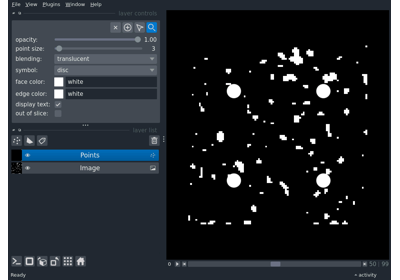 File View Plugins Window Help
layer controls
opacity: 1.00
point size: 3
blending: translucent
symbol: disc
face color: white
edge color: white
display text:
out of slice:
layer list
Points
Image
50 99
Ready
activity